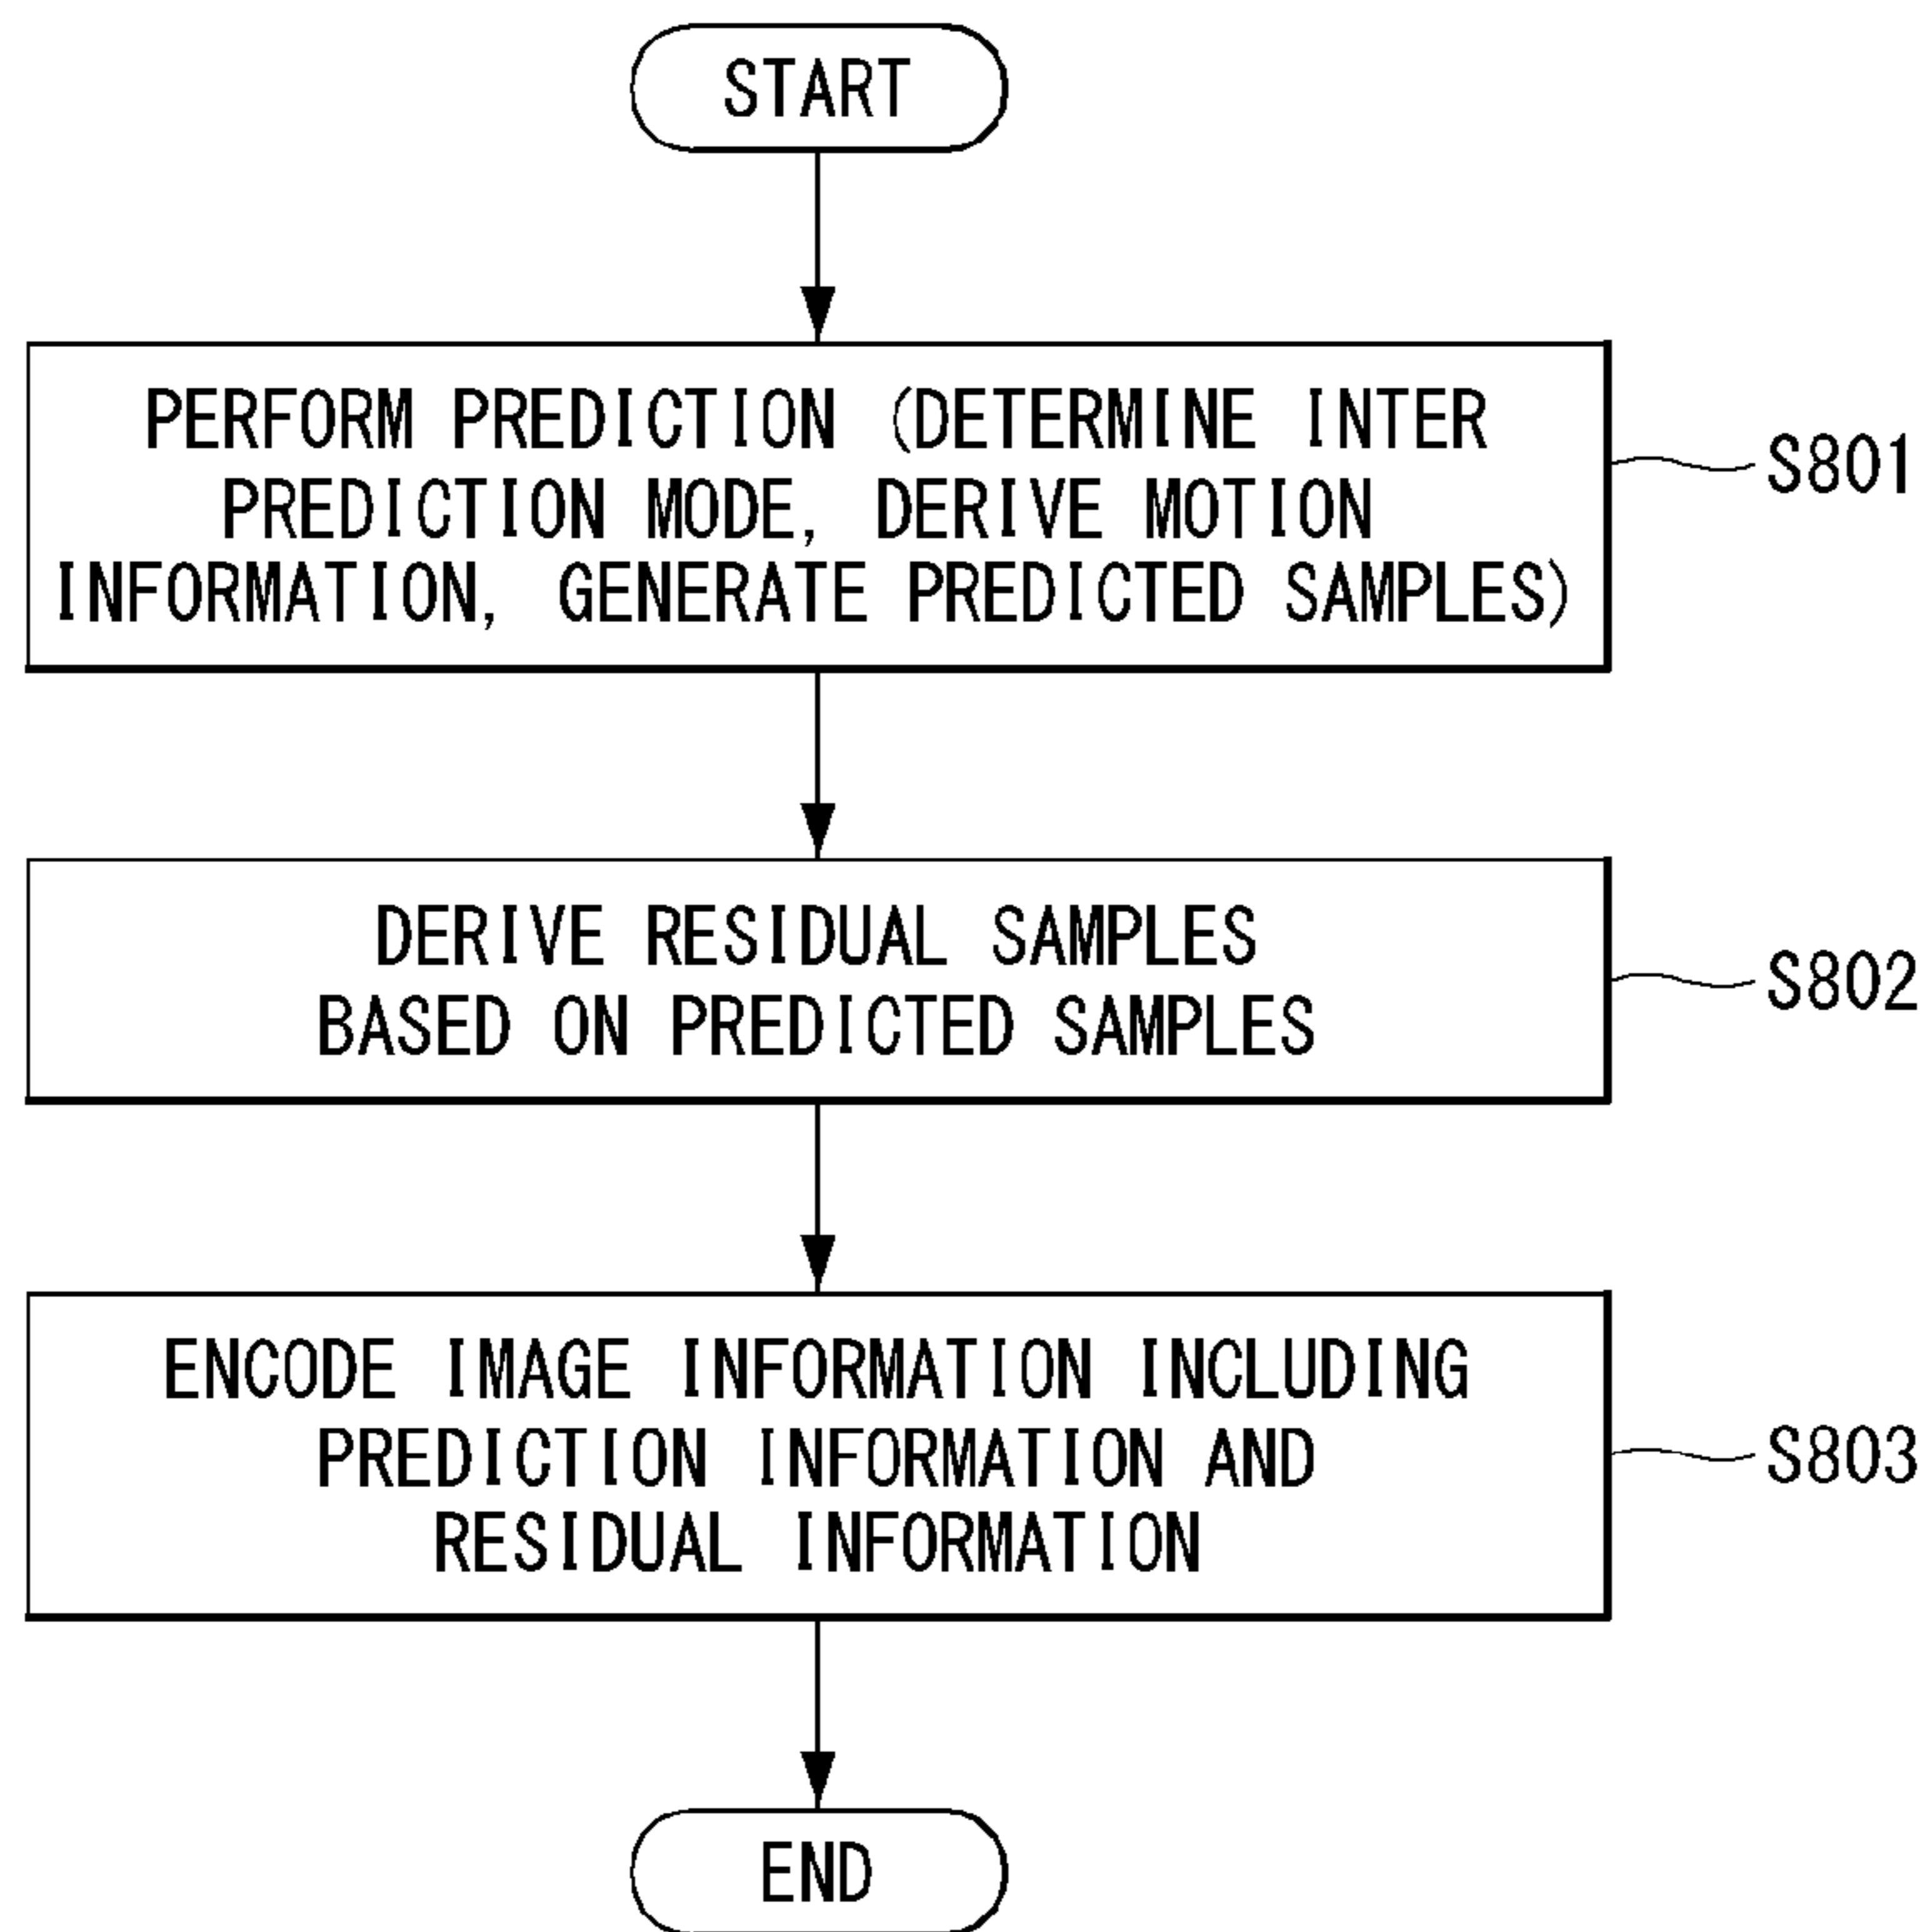 START
PERFORM PREDICTION (DETERMINE INTER
PREDICTION MODE, DERIVE MOTION
INFORMATION, GENERATE PREDICTED SAMPLES)
S801
DERIVE RESIDUAL SAMPLES
BASED ON PREDICTED SAMPLES
S802
ENCODE IMAGE INFORMATION INCLUDING
PREDICTION INFORMATION AND
RESIDUAL INFORMATION
S803
END